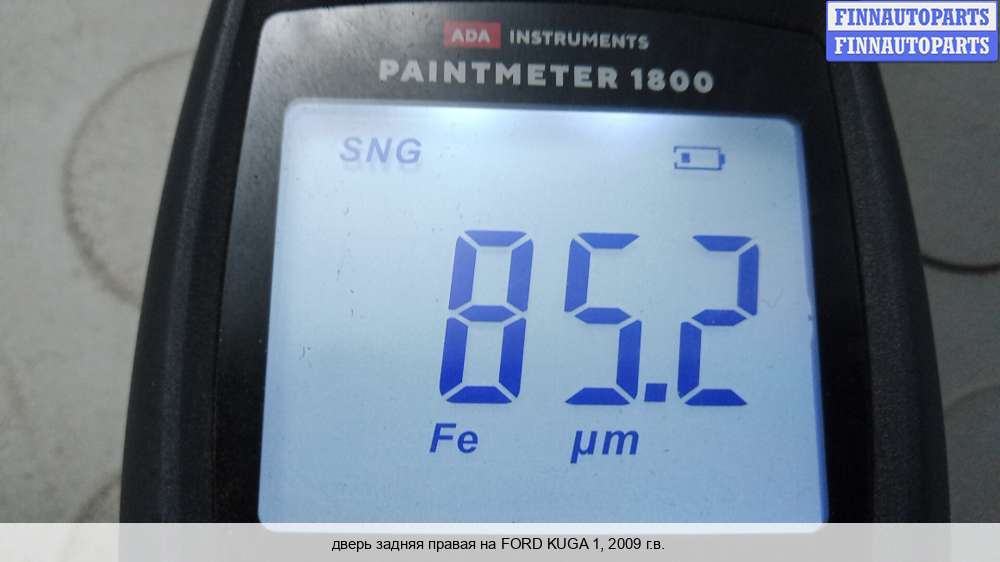 FINNAUTOPARTS
FINNAUTOPARTS
ADA INSTRUMENTS
PAINTMETER 1800
SNG
85.2
Fe µm
дверь задняя правая на FORD KUGA 1, 2009 г.в.